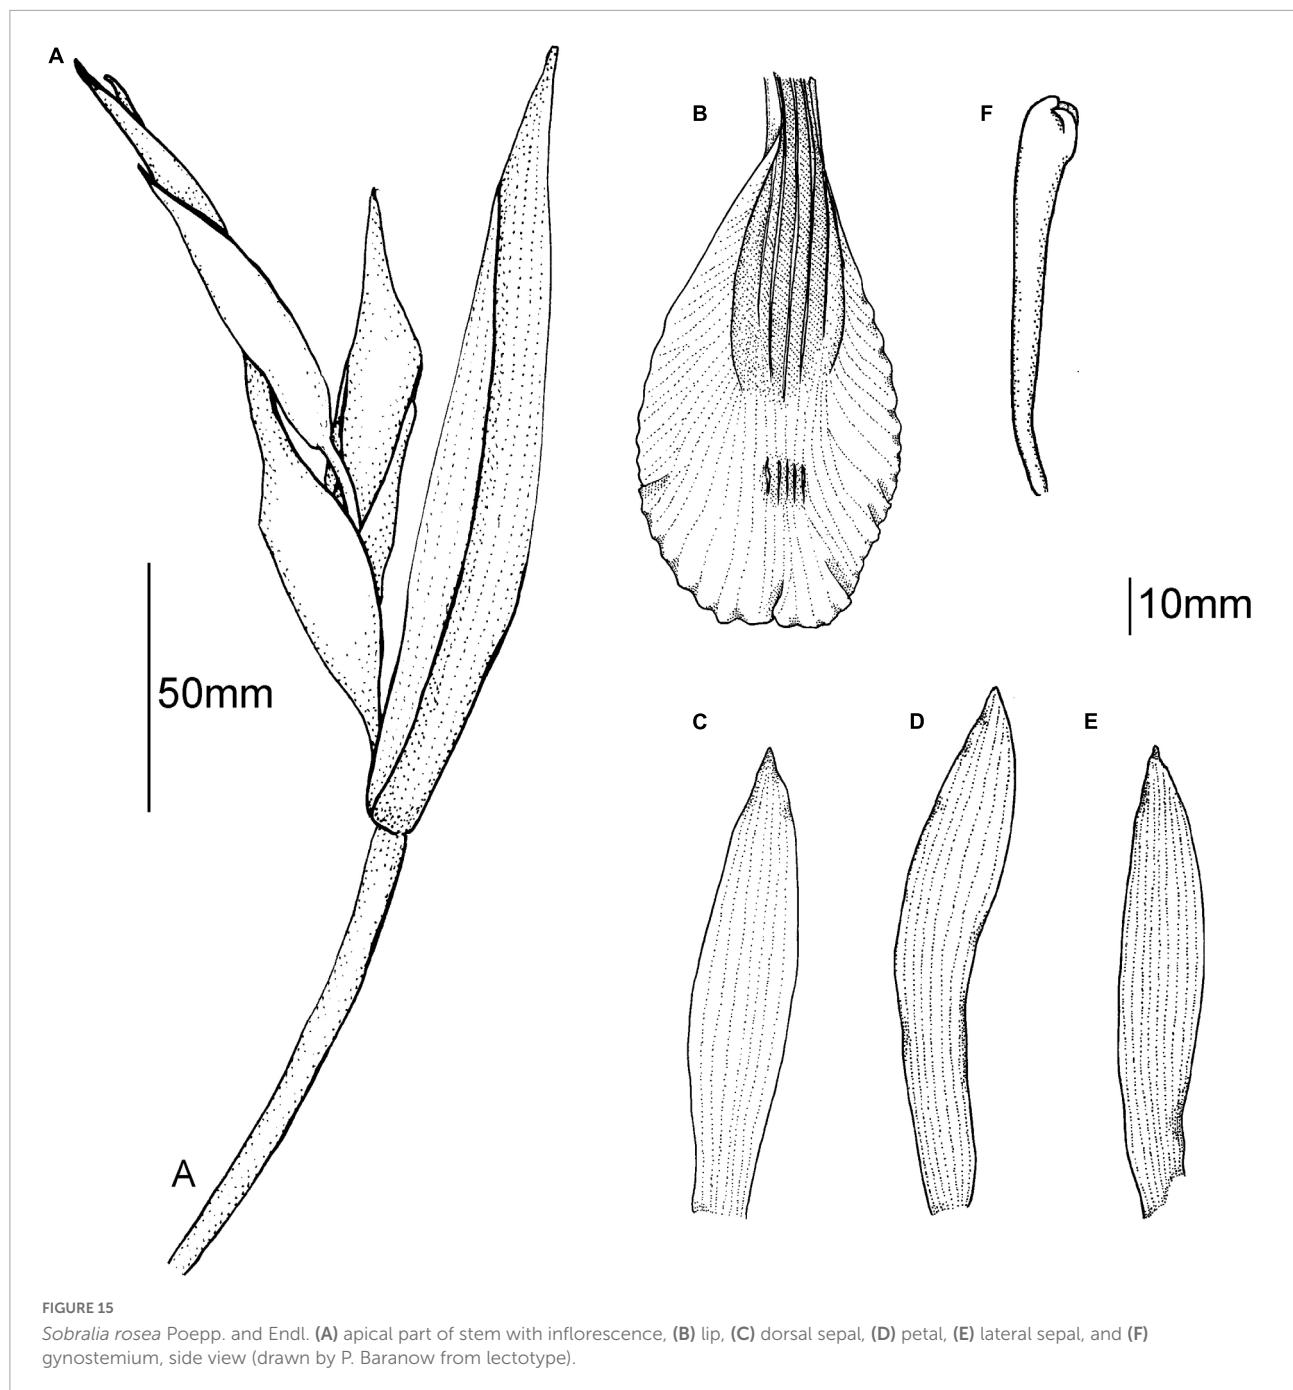 A
B
F
10mm
50mm
C
D
E
A
FIGURE 15
Sobralia rosea Poepp. and Endl. (A) apical part of stem with inflorescence, (B) lip, (C) dorsal sepal, (D) petal, (E) lateral sepal, and (F)
gynostemium, side view (drawn by P. Baranow from lectotype).